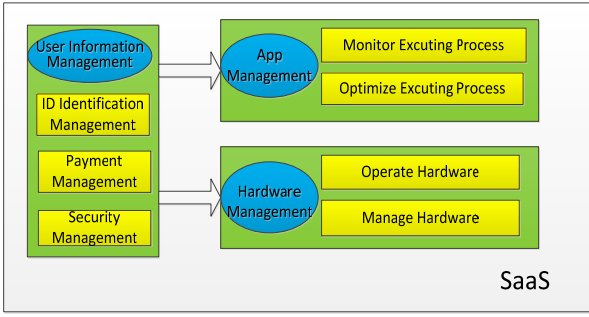 User Information
Management
ID Identification
Management
Payment
Management
Security
Management
App
Management
Monitor Excuting Process
Optimize Excuting Process
Hardware
Management
Operate Hardware
Manage Hardware
SaaS